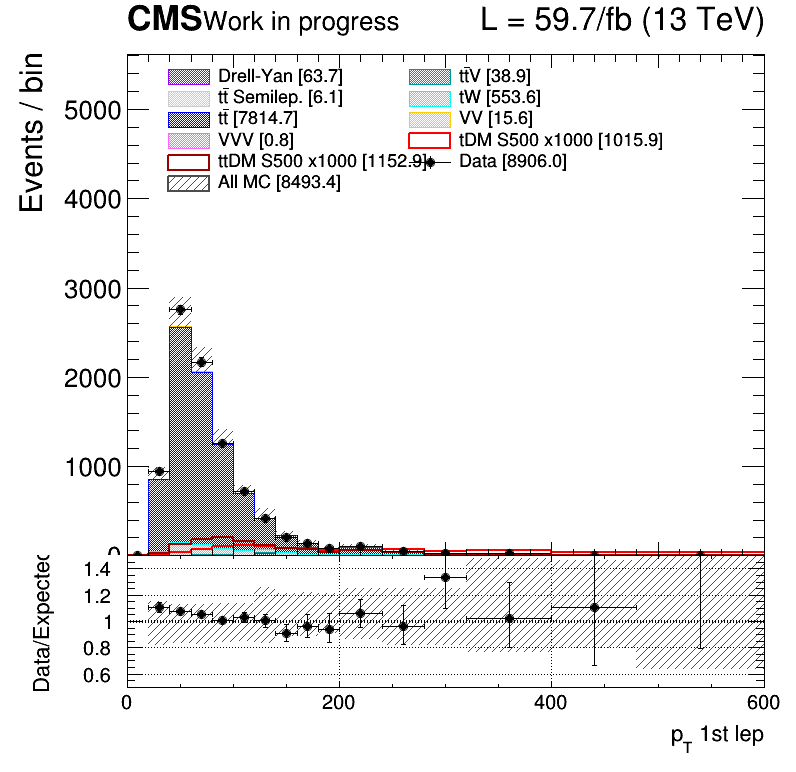 CMS Work in progress L = 59.7/fb (13 TeV)
Events / bin
Drell-Yan [63.7] tt̄V [38.9]
tt̄ Semilep. [6.1] tW [553.6]
tt̄ [7814.7] VV [15.6]
VVV [0.8] tDM S500 x1000 [1015.9]
ttDM S500 x1000 [1152.9] Data [8906.0]
All MC [8493.4]
5000
4000
3000
2000
1000
0
Data/Expected
1.4
1.2
1
0.8
0.6
0 200 400 600
p_T 1st lep